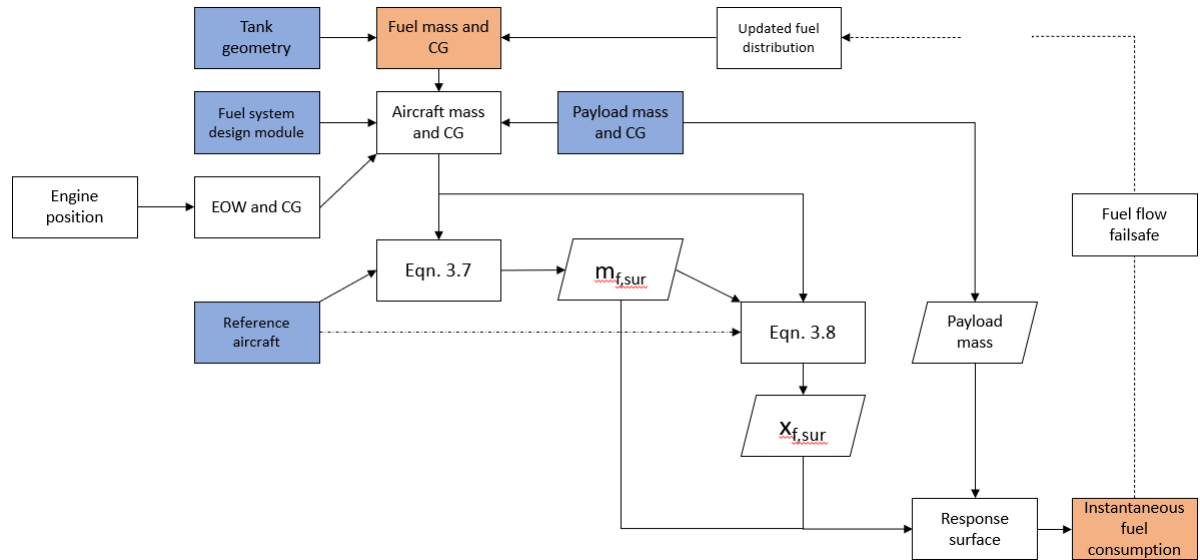 Tank
geometry
Fuel mass and
CG
Updated fuel
distribution
Fuel system
design module
Aircraft mass
and CG
Payload mass
and CG
Engine
position
EOW and CG
Fuel flow
failsafe
Eqn. 3.7
m_f,sur
Reference
aircraft
Eqn. 3.8
Payload
mass
x_f,sur
Response
surface
Instantaneous
fuel
consumption